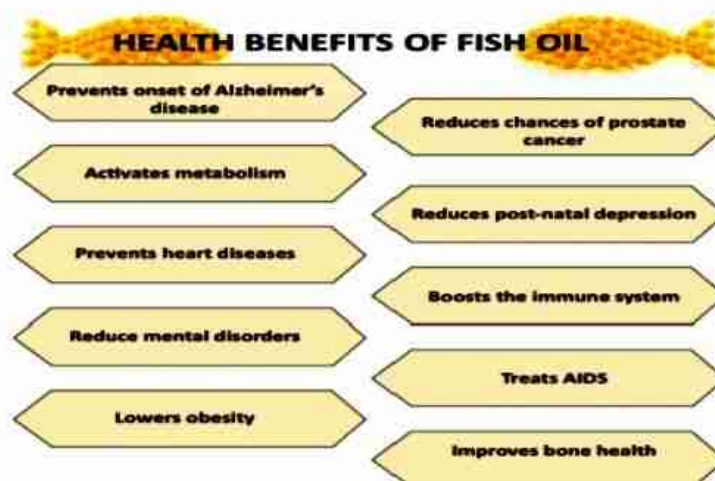 HEALTH BENEFITS OF FISH OIL
Prevents onset of Alzheimer's
disease
Activates metabolism
Prevents heart diseases
Reduce mental disorders
Lowers obesity
Reduces chances of prostate
cancer
Reduces post-natal depression
Boosts the immune system
Treats AIDS
Improves bone health